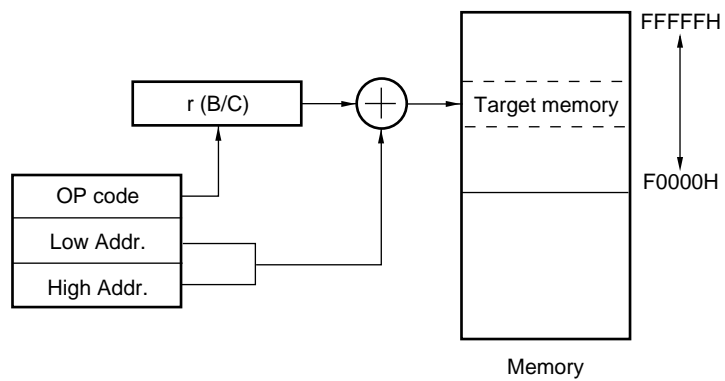 FFFFFH
r (B/C)
Target memory
F0000H
OP code
Low Addr.
High Addr.
Memory